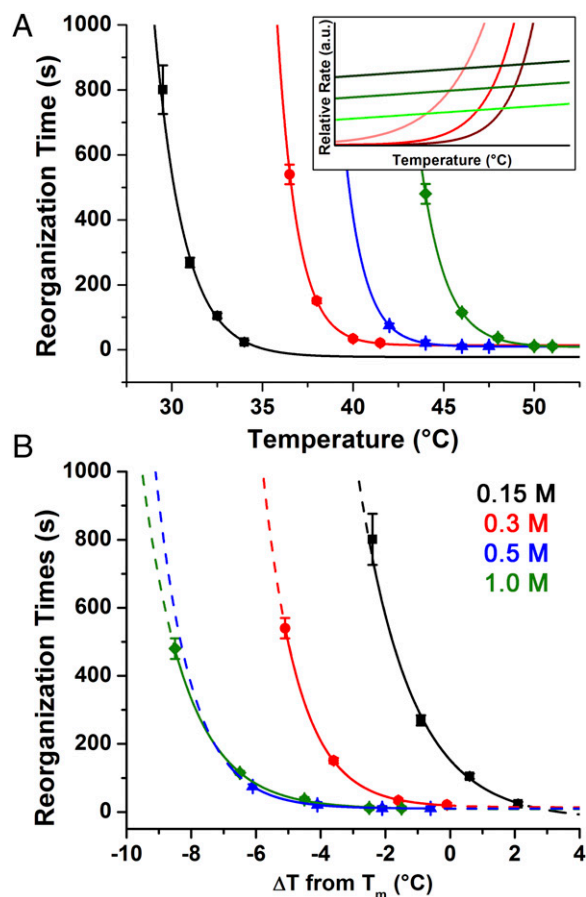 A
1000
800
600
400
200
0
Reorganization Time (s)
30 35 40 45 50
Temperature (°C)
Relative Rate (a.u.)
Temperature (°C)
B
1000
800
600
400
200
0
Reorganization Times (s)
0.15 M
0.3 M
0.5 M
1.0 M
-10 -8 -6 -4 -2 0 2 4
ΔT from Tm (°C)